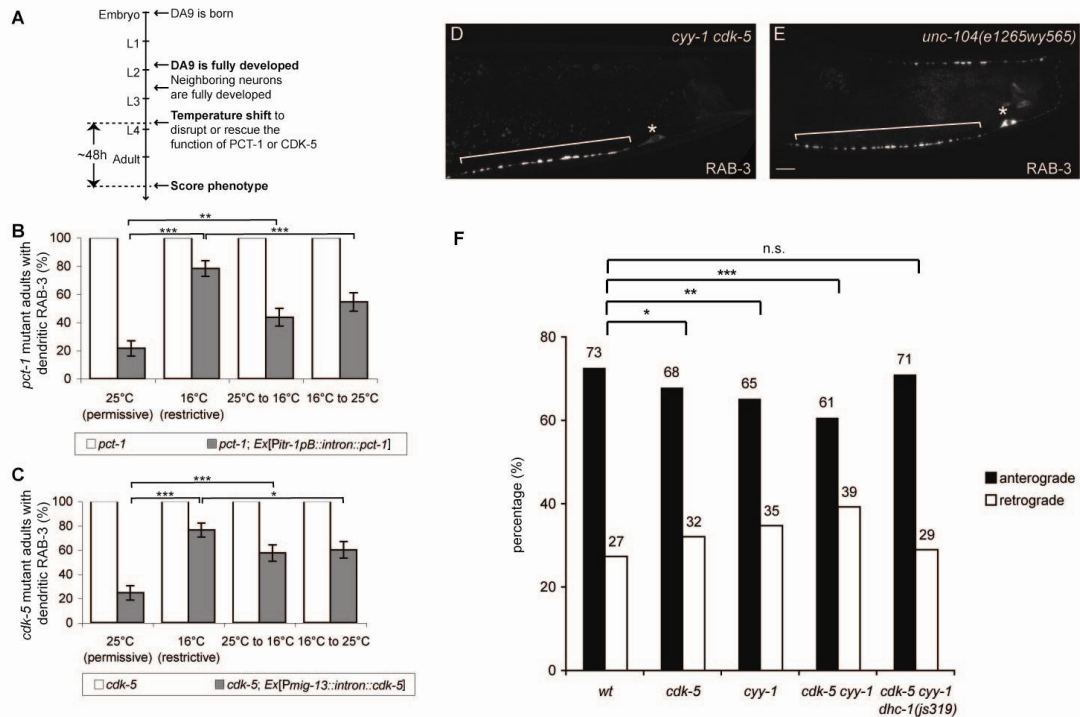 A
Embryo
DA9 is born
L1
L2
DA9 is fully developed
Neighboring neurons
are fully developed
L3
Temperature shift to
disrupt or rescue the
function of PCT-1 or CDK-5
L4
~48h
Adult
Score phenotype
B
pct-1 mutant adults with
dendritic RAB-3 (%)
100
80
60
40
20
0
**
***
***
25°C
(permissive)
16°C
(restrictive)
25°C to 16°C
16°C to 25°C
pct-1
pct-1; Ex[Pitr-1pB::intron::pct-1]
C
cdk-5 mutant adults with
dendritic RAB-3 (%)
100
80
60
40
20
0
***
***
*
25°C
(permissive)
16°C
(restrictive)
25°C to 16°C
16°C to 25°C
cdk-5
cdk-5; Ex[Pmig-13::intron::cdk-5]
D
cyy-1 cdk-5
*
RAB-3
E
unc-104(e1265wy565)
*
RAB-3
F
n.s.
***
**
*
percentage (%)
80
60
40
20
0
73
27
68
32
65
35
61
39
71
29
anterograde
retrograde
wt
cdk-5
cyy-1
cdk-5 cyy-1
cdk-5 cyy-1
dhc-1(js319)